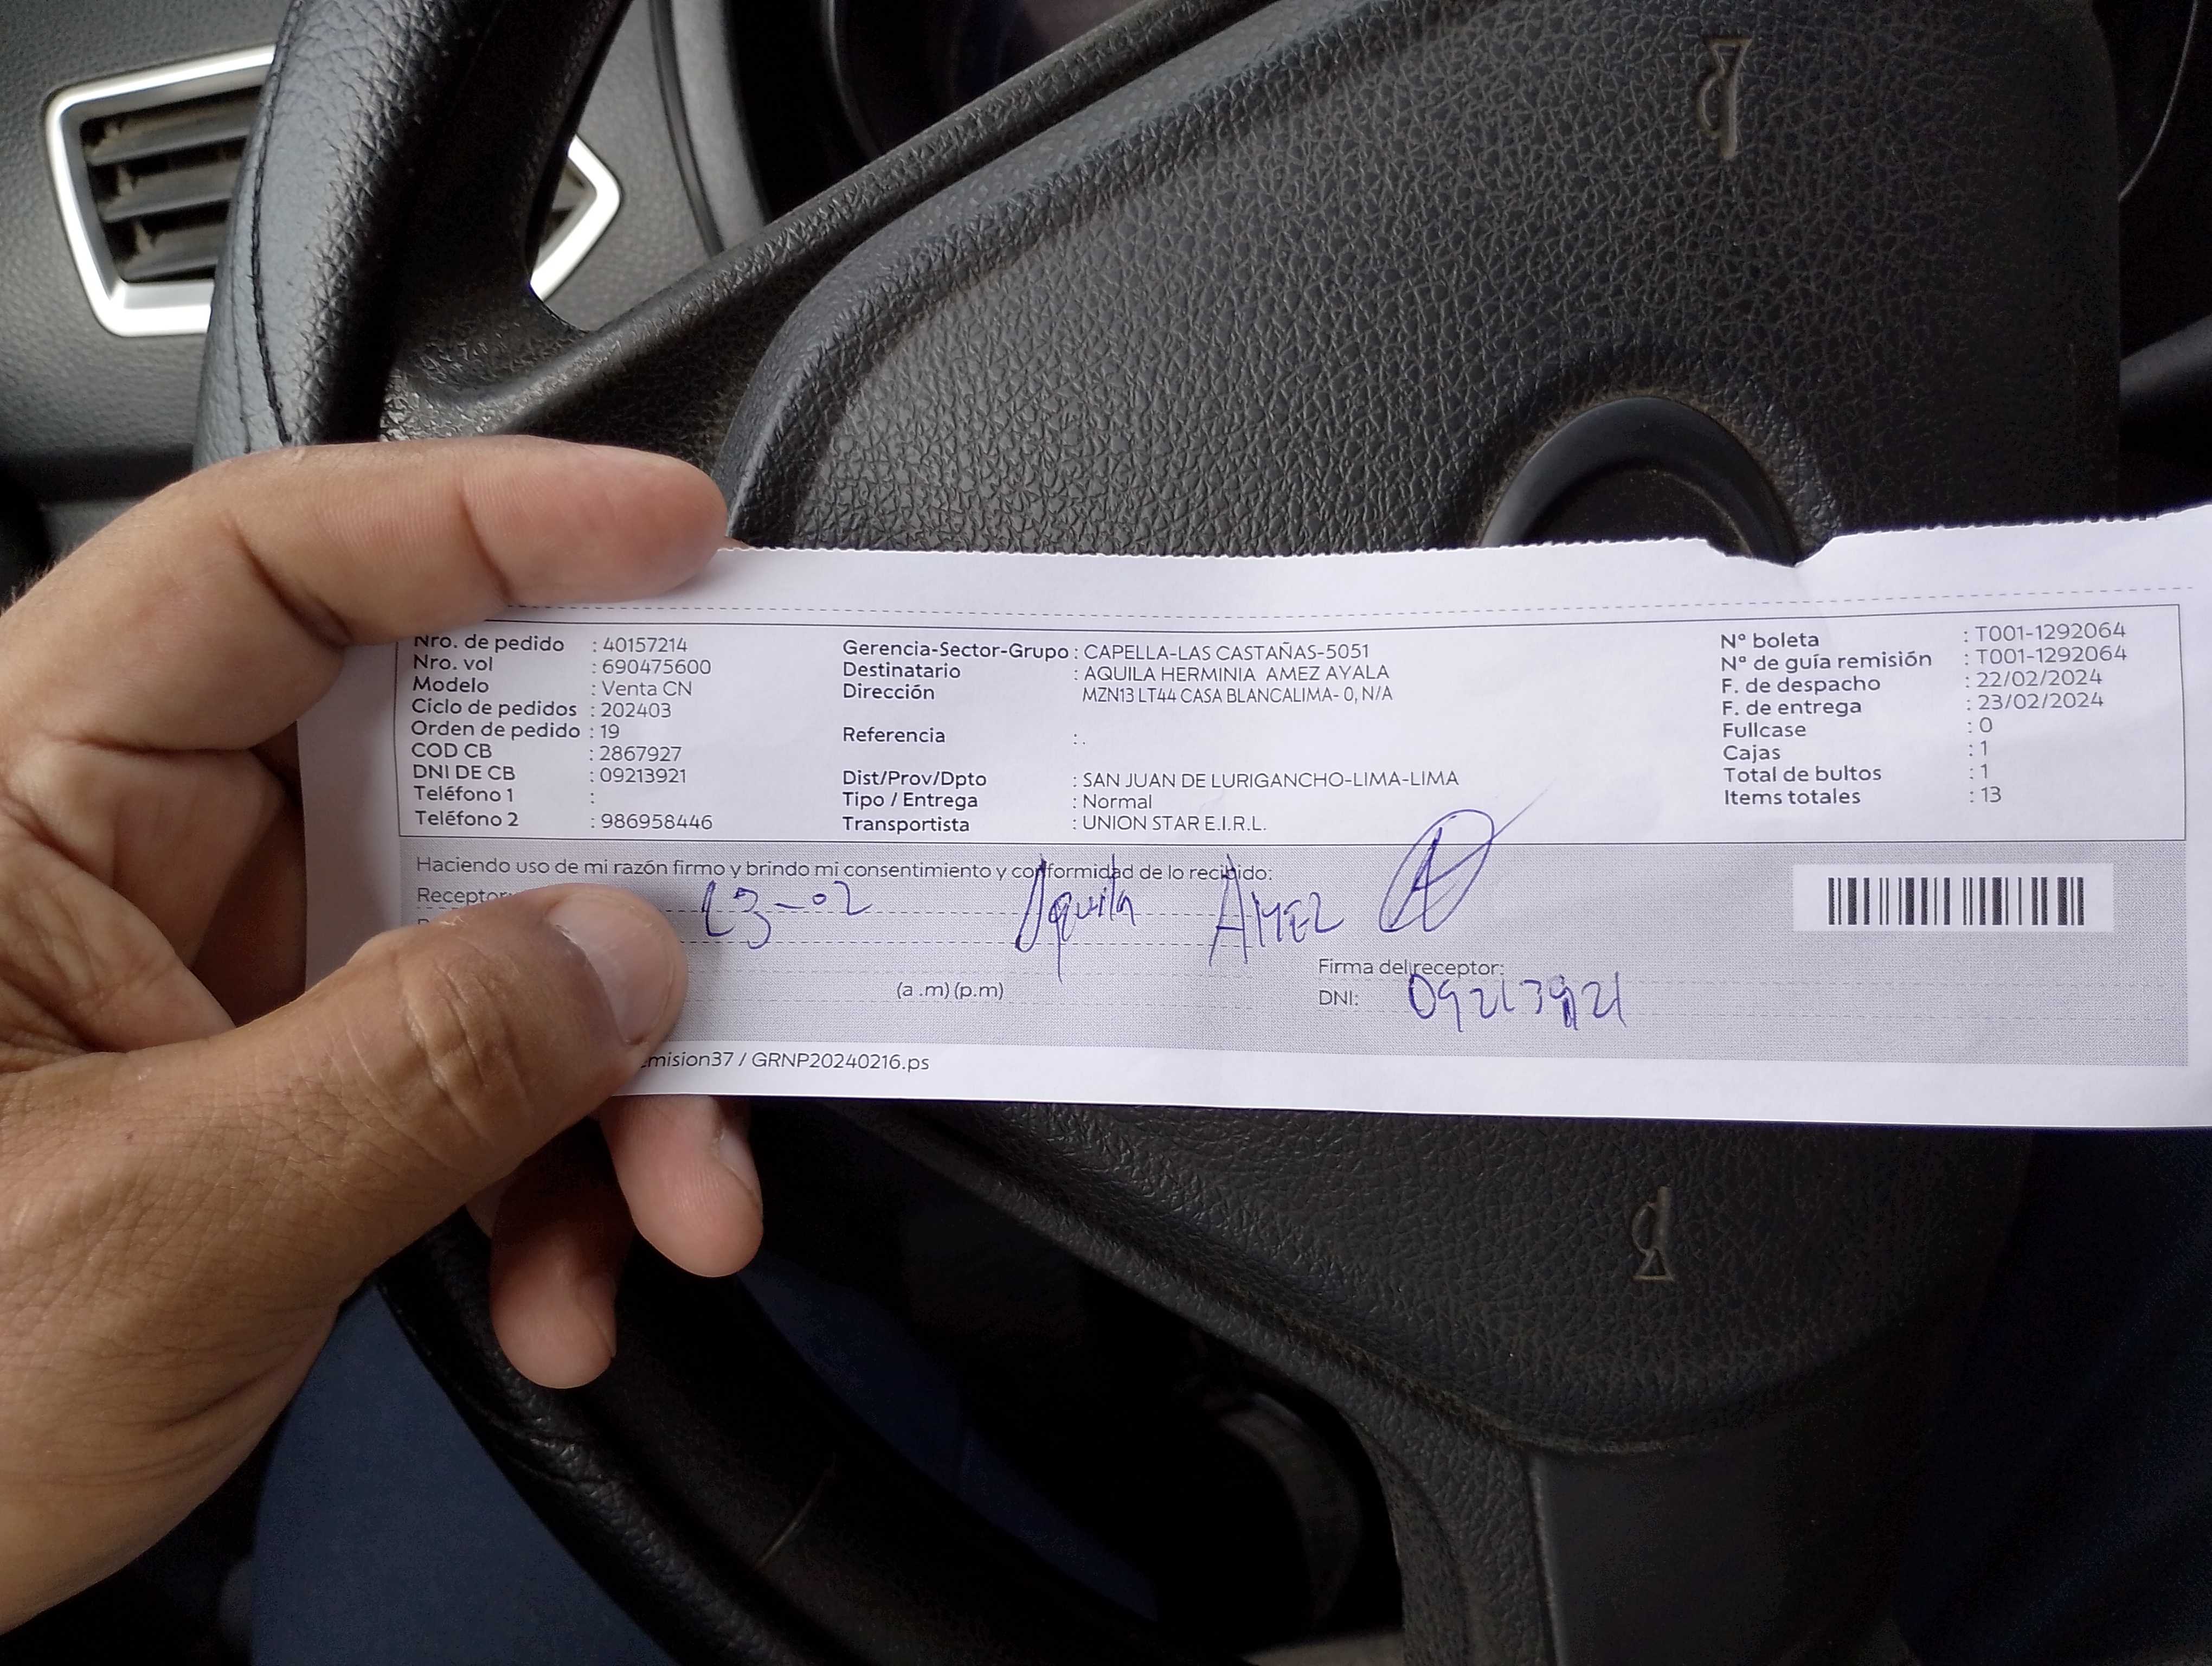 Nro. de pedido : 40157214
Nro. vol : 690475600
Modelo : Venta CN
Ciclo de pedidos : 202403
Orden de pedido : 19
COD CB : 2867927
DNI DE CB : 09213921
Teléfono 1 :
Teléfono 2 : 986958446
Gerencia-Sector-Grupo : CAPELLA-LAS CASTAÑAS-5051
Destinatario : AQUILA HERMINIA AMEZ AYALA
Dirección MZN13 LT44 CASA BLANCALIMA- 0, N/A
Referencia : .
Dist/Prov/Dpto : SAN JUAN DE LURIGANCHO-LIMA-LIMA
Tipo / Entrega : Normal
Transportista : UNION STAR E.I.R.L.
N° boleta : T001-1292064
N° de guía remisión : T001-1292064
F. de despacho : 22/02/2024
F. de entrega : 23/02/2024
Fullcase : 0
Cajas : 1
Total de bultos : 1
Items totales : 13
Haciendo uso de mi razón firmo y brindo mi consentimiento y conformidad de lo recibido:
Receptor: 23-02 Aquila AMEZ
(a .m) (p.m)
Firma del receptor:
DNI: 09213921
mision37 / GRNP20240216.ps